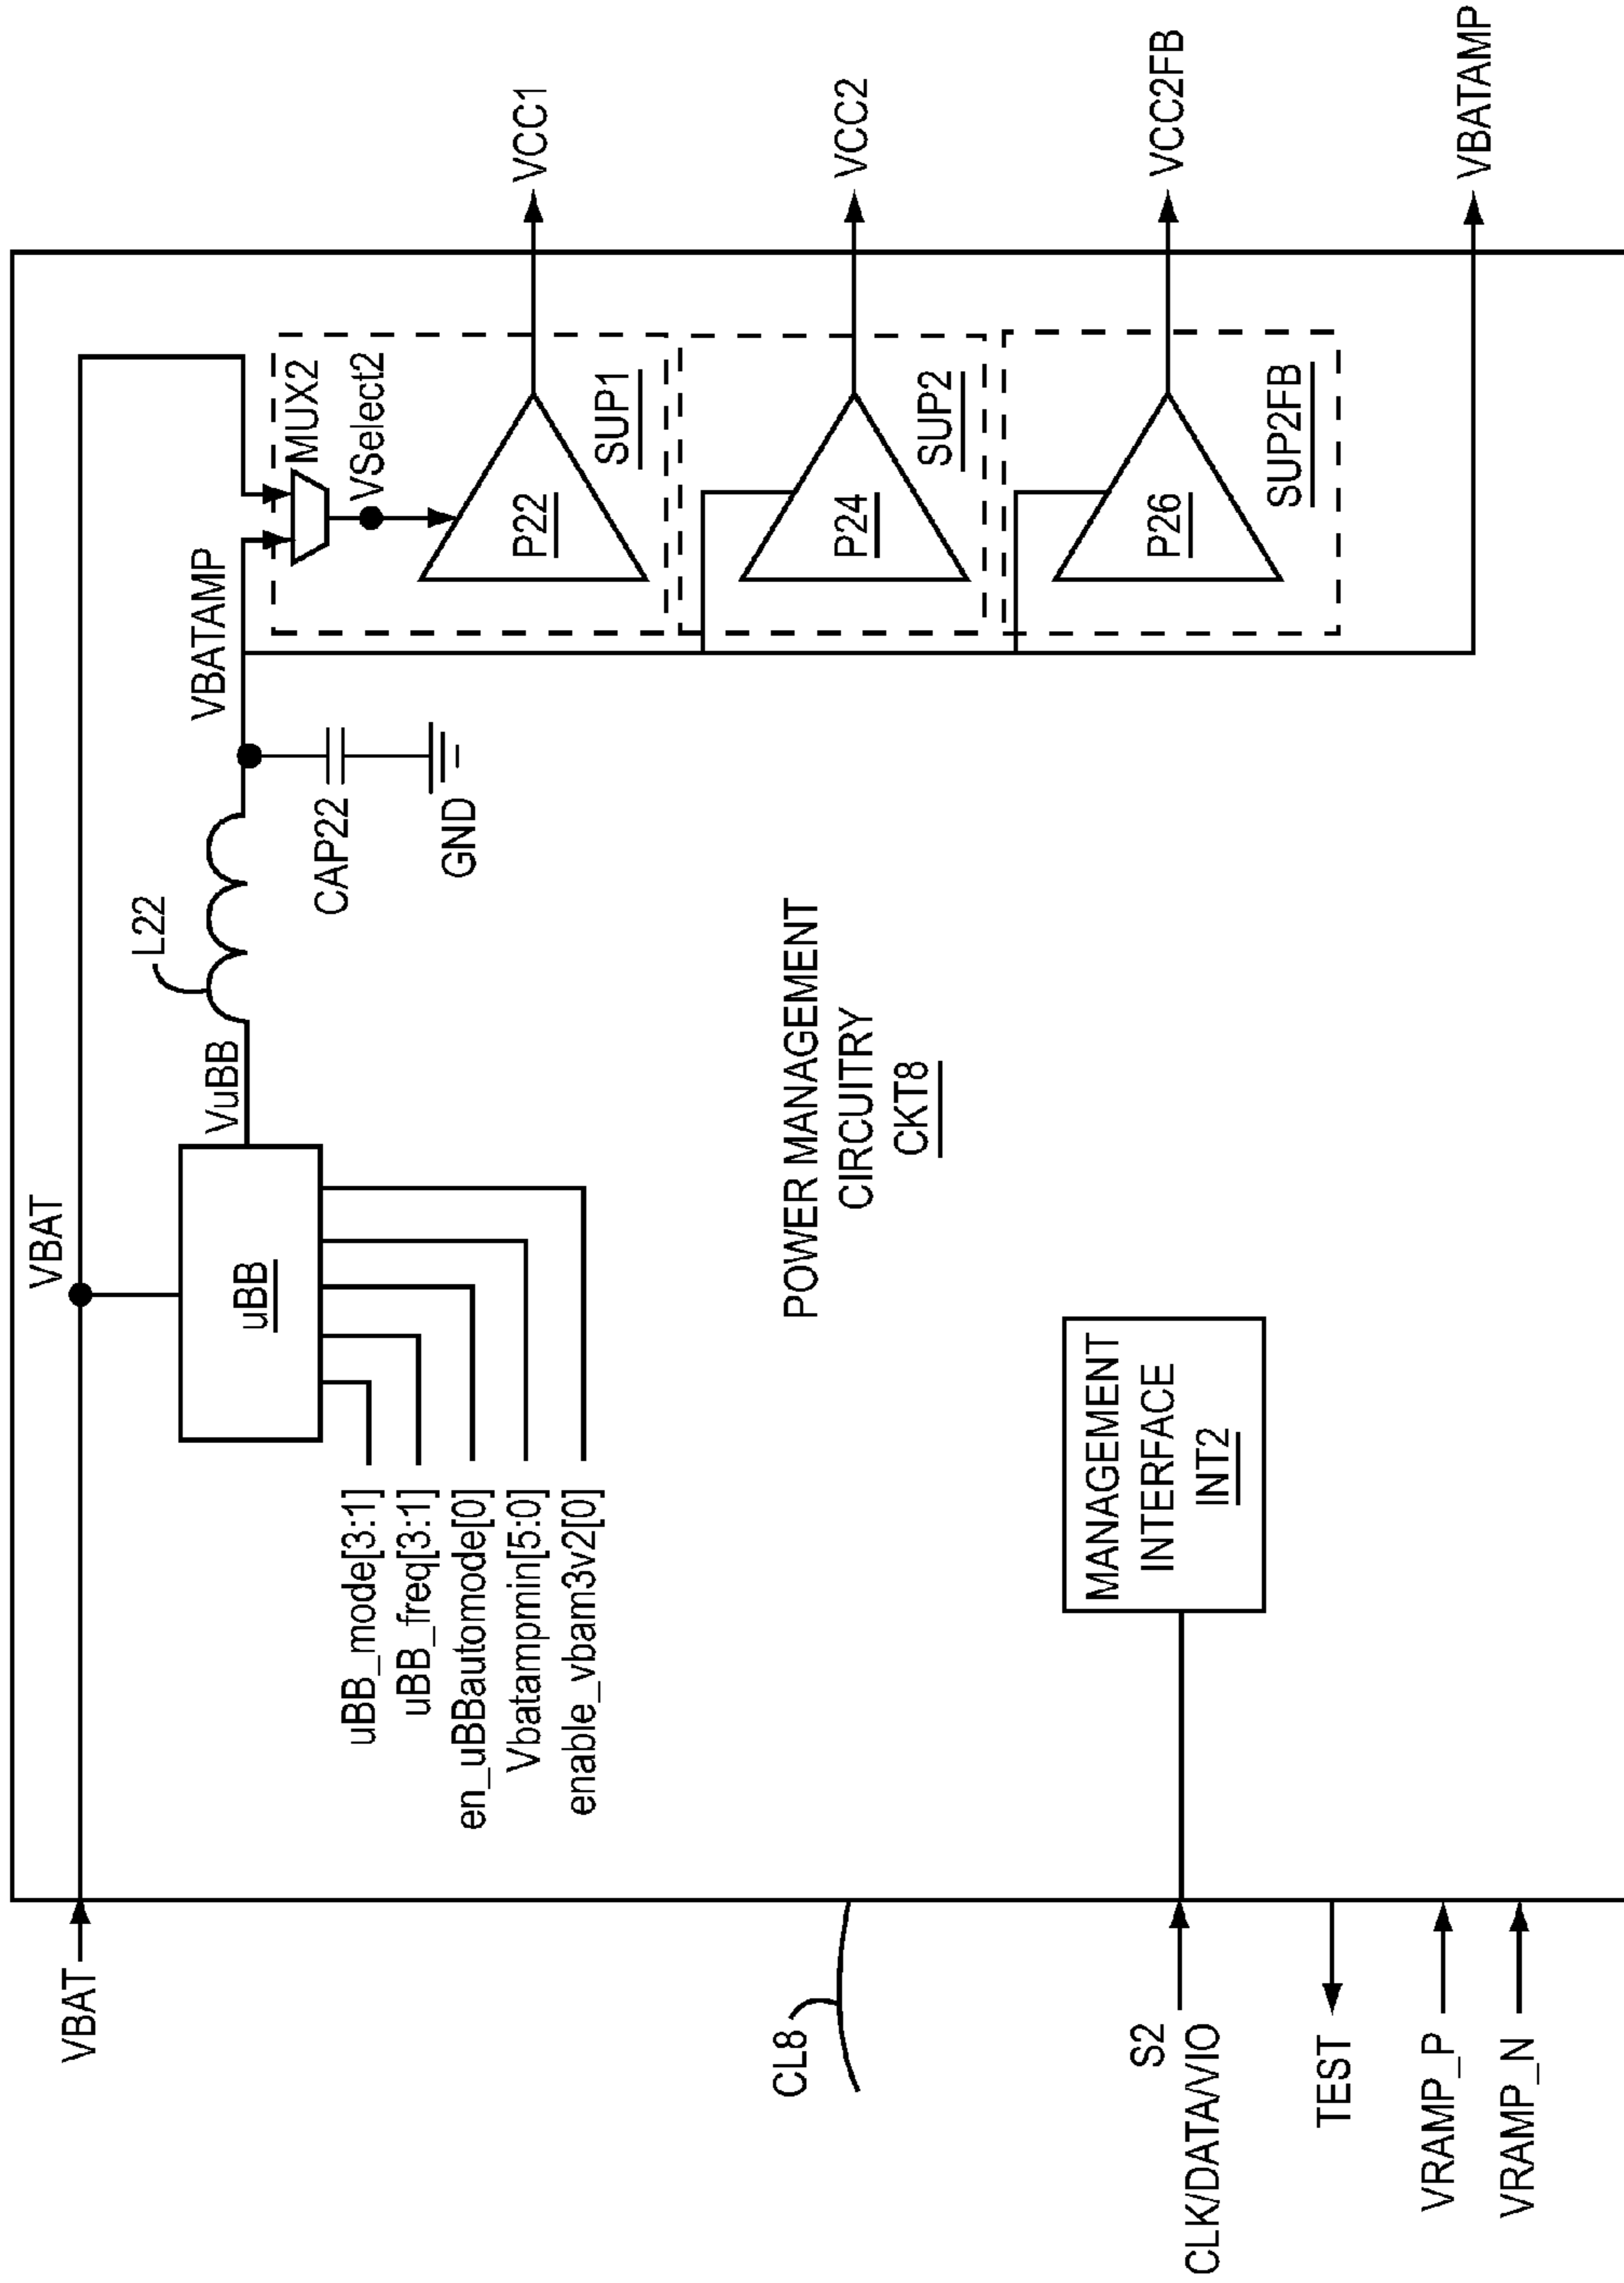 VBAT
VBAT
uBB
VuBB
L22
CAP22
GND
VBATAMP
MUX2
VSelect2
P22
SUP1
VCC1
P24
SUP2
VCC2
P26
SUP2FB
VCC2FB
VBATAMP
uBB_mode[3:1]
uBB_freq[3:1]
en_uBBautomode[0]
Vbatampmin[5:0]
enable_vbam3v2[0]
POWER MANAGEMENT
CIRCUITRY
CKT8
CL8
MANAGEMENT
INTERFACE
INT2
S2
CLK/DATA/VIO
TEST
VRAMP_P
VRAMP_N